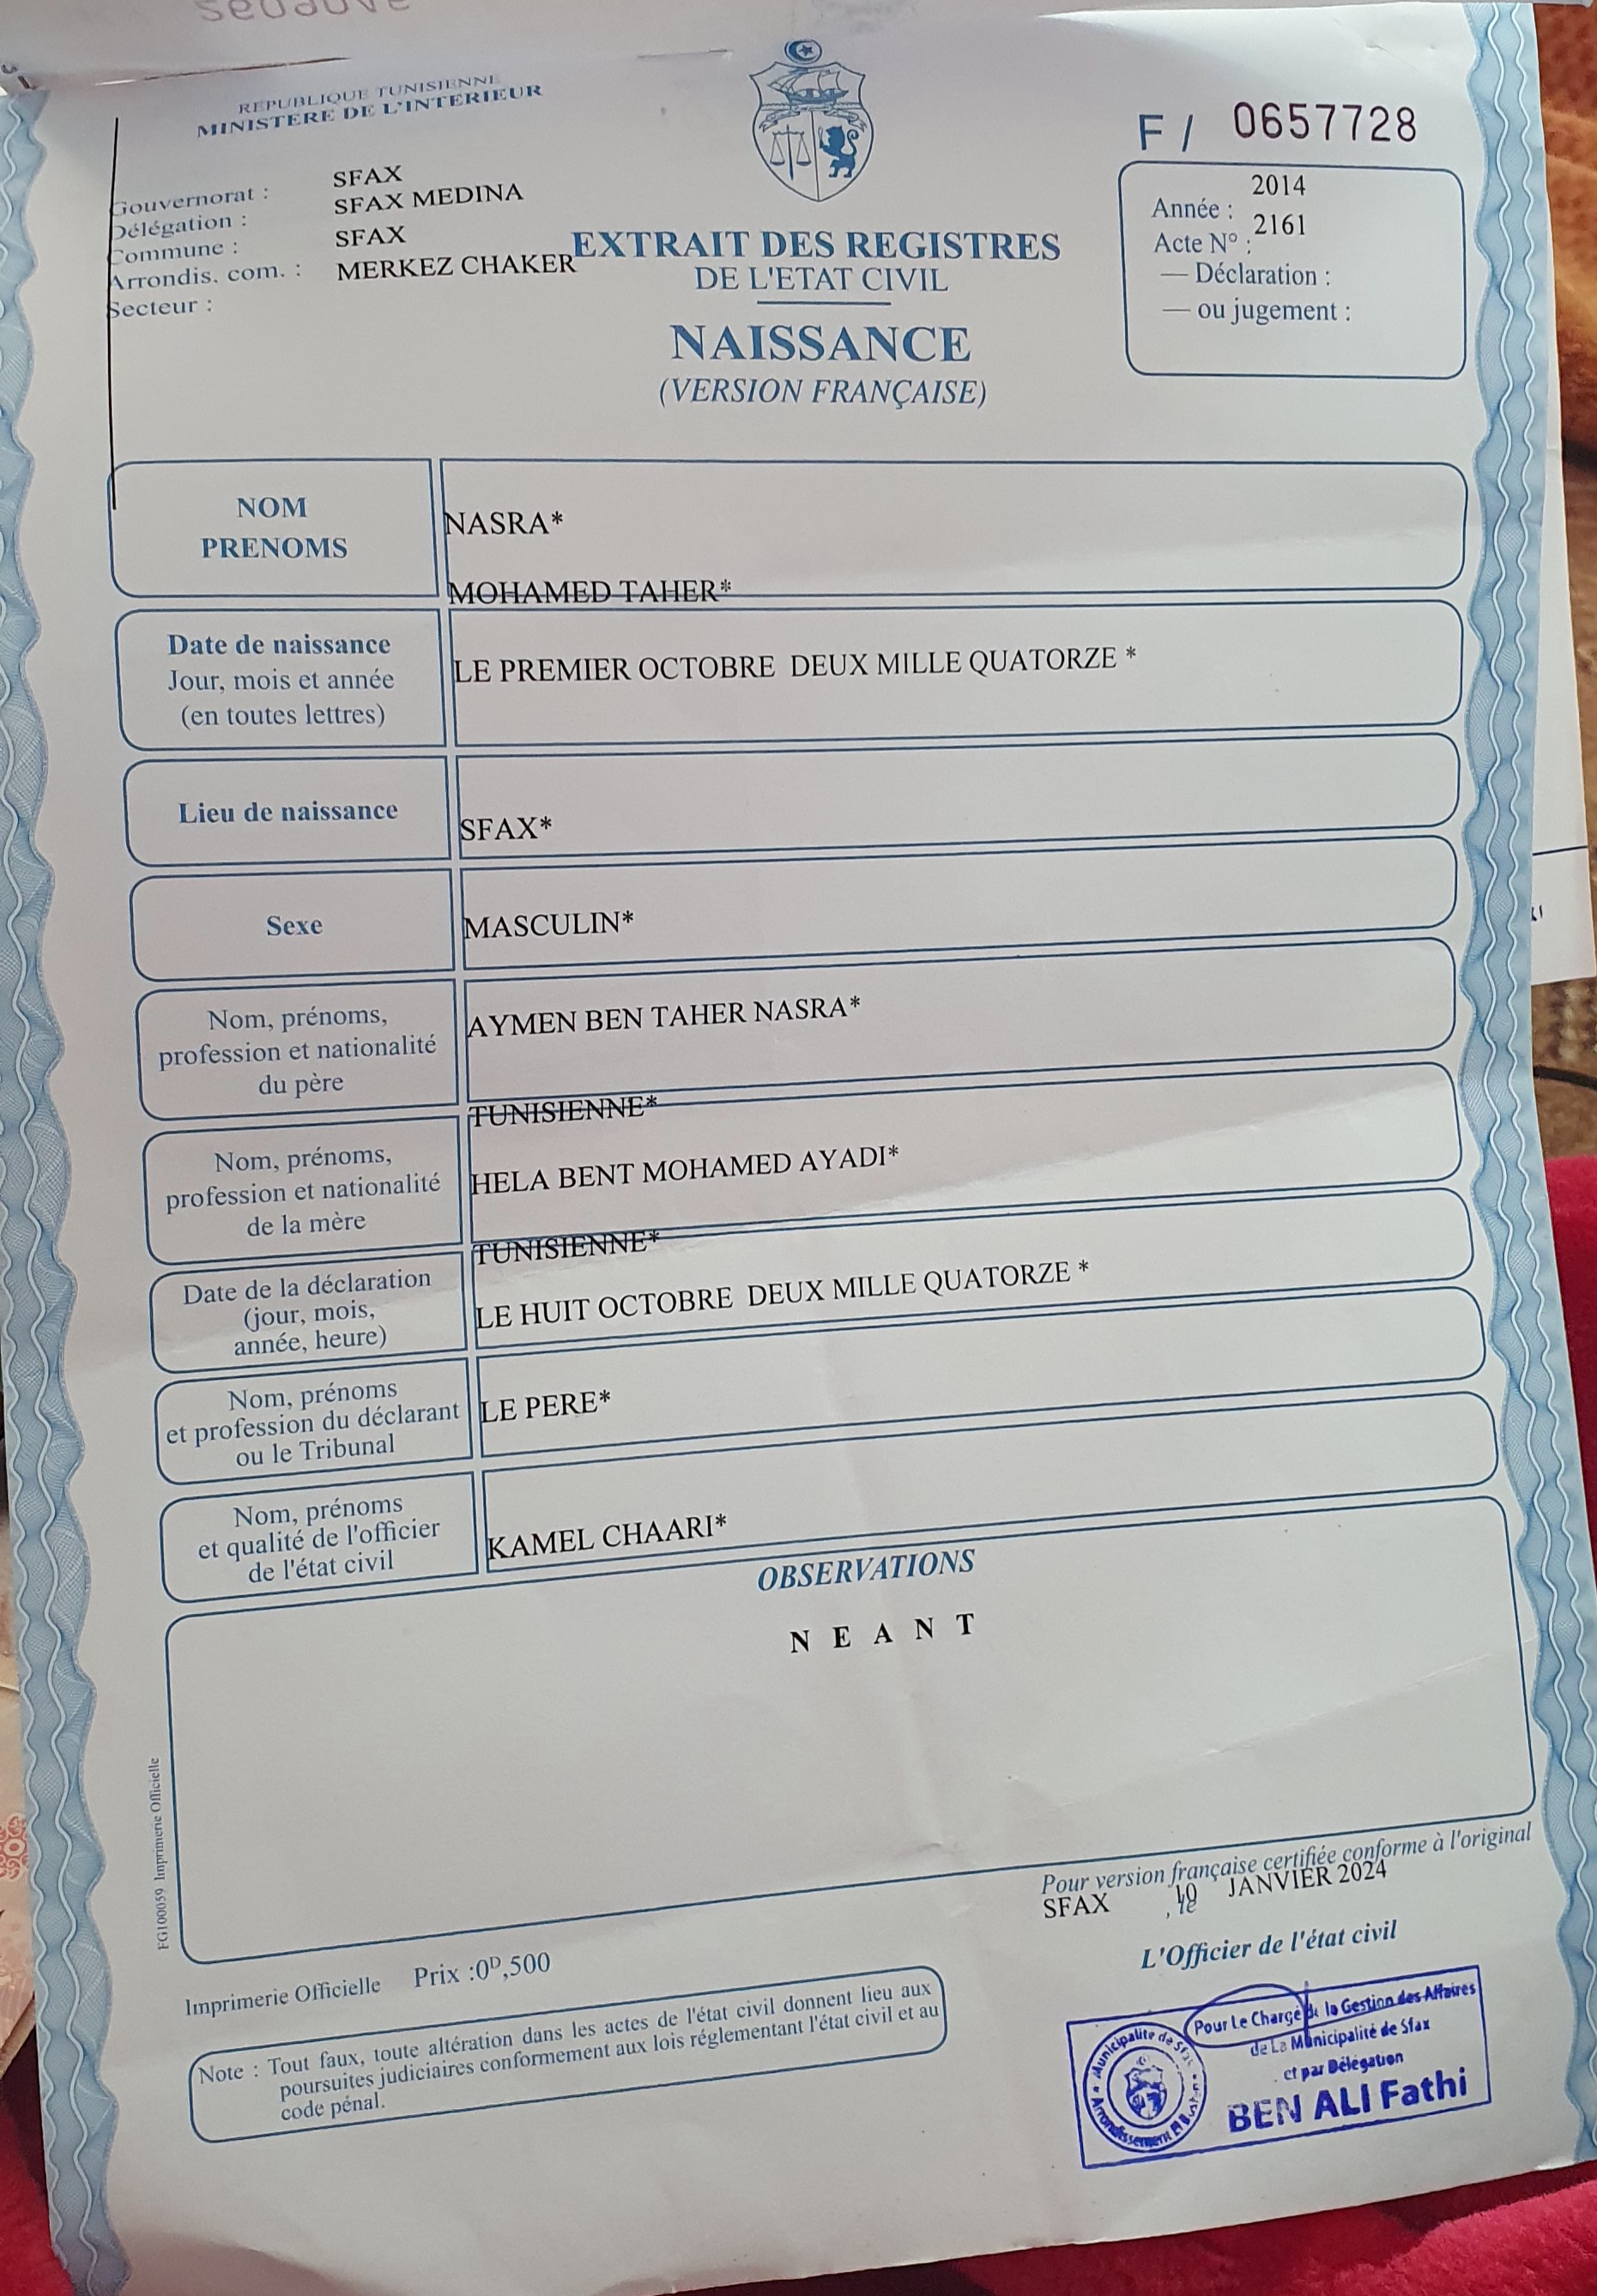 REPUBLIQUE TUNISIENNE
MINISTERE DE L'INTERIEUR
F / 0657728
Gouvernorat : SFAX
Délégation : SFAX MEDINA
Commune : SFAX
Arrondis. com. : MERKEZ CHAKER
Secteur :
EXTRAIT DES REGISTRES
DE L'ETAT CIVIL
NAISSANCE
(VERSION FRANÇAISE)
Année : 2014
Acte N° : 2161
— Déclaration :
— ou jugement :
NOM
PRENOMS
NASRA*
MOHAMED TAHER*
Date de naissance
Jour, mois et année
(en toutes lettres)
LE PREMIER OCTOBRE DEUX MILLE QUATORZE *
Lieu de naissance
SFAX*
Sexe
MASCULIN*
Nom, prénoms,
profession et nationalité
du père
AYMEN BEN TAHER NASRA*
TUNISIENNE*
Nom, prénoms,
profession et nationalité
de la mère
HELA BENT MOHAMED AYADI*
TUNISIENNE*
Date de la déclaration
(jour, mois,
année, heure)
LE HUIT OCTOBRE DEUX MILLE QUATORZE *
Nom, prénoms
et profession du déclarant
ou le Tribunal
LE PERE*
Nom, prénoms
et qualité de l'officier
de l'état civil
KAMEL CHAARI*
OBSERVATIONS
N E A N T
FG100059 Imprimerie Officielle
Pour version française certifiée conforme à l'original
SFAX , le 10 JANVIER 2024
L'Officier de l'état civil
Imprimerie Officielle Prix :0D,500
Note : Tout faux, toute altération dans les actes de l'état civil donnent lieu aux
poursuites judiciaires conformement aux lois réglementant l'état civil et au
code pénal.
Pour Le Chargé de la Gestion des Affaires
de La Municipalité de Sfax
et par Délégation
BEN ALI Fathi
Municipalité de Sfax
Arrondissement El